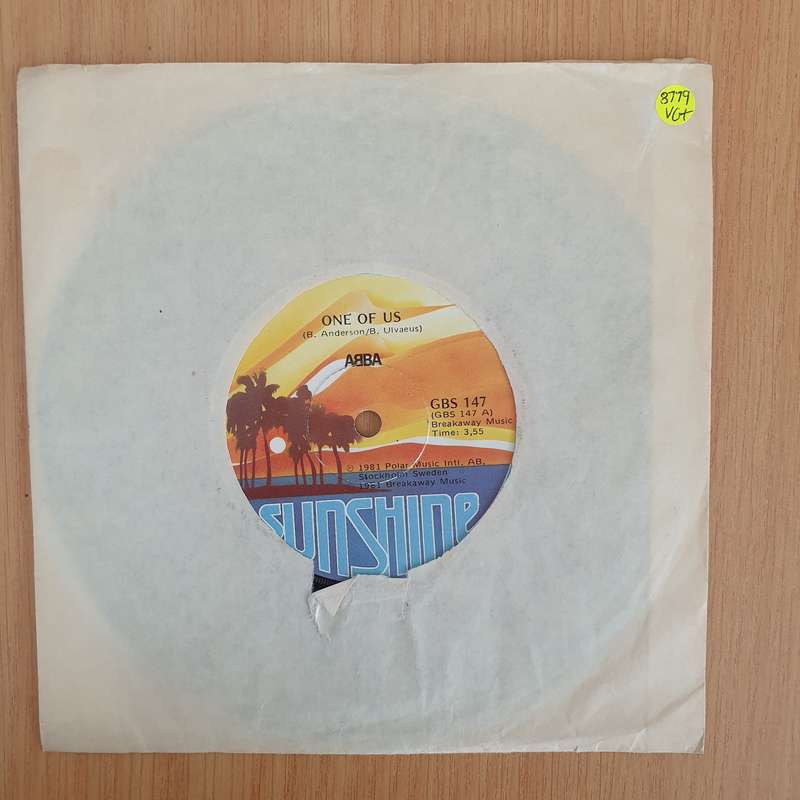 8779
VG+
ONE OF US
(B. Anderson/B. Ulvaeus)
ABBA
GBS 147
(GBS 147 A)
Breakaway Music
Time: 3,55
℗ 1981 Polar Music Intl. AB,
Stockholm Sweden
1981 Breakaway Music
SUNSHINE